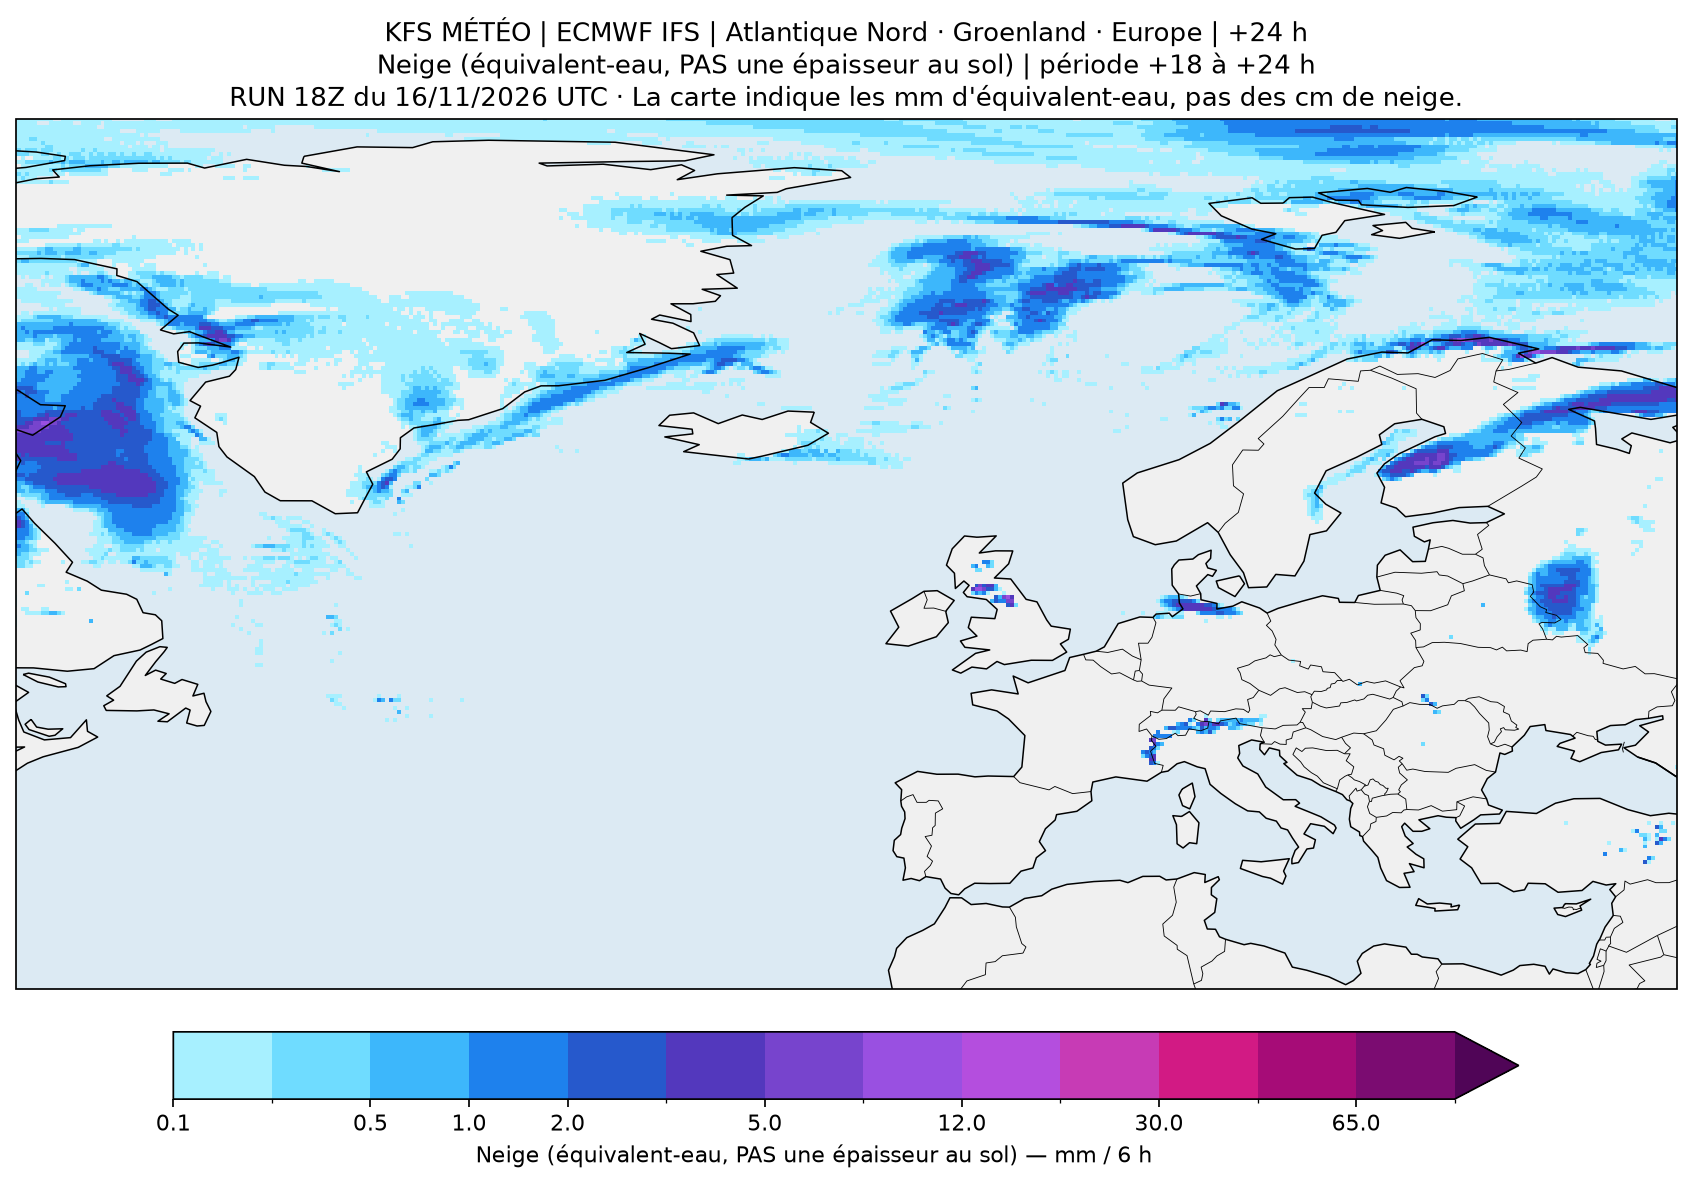 KFS MÉTÉO | ECMWF IFS | Atlantique Nord · Groenland · Europe | +24 h
Neige (équivalent-eau, PAS une épaisseur au sol) | période +18 à +24 h
RUN 18Z du 16/11/2026 UTC · La carte indique les mm d'équivalent-eau, pas des cm de neige.
0.1 0.5 1.0 2.0 5.0 12.0 30.0 65.0
Neige (équivalent-eau, PAS une épaisseur au sol) — mm / 6 h